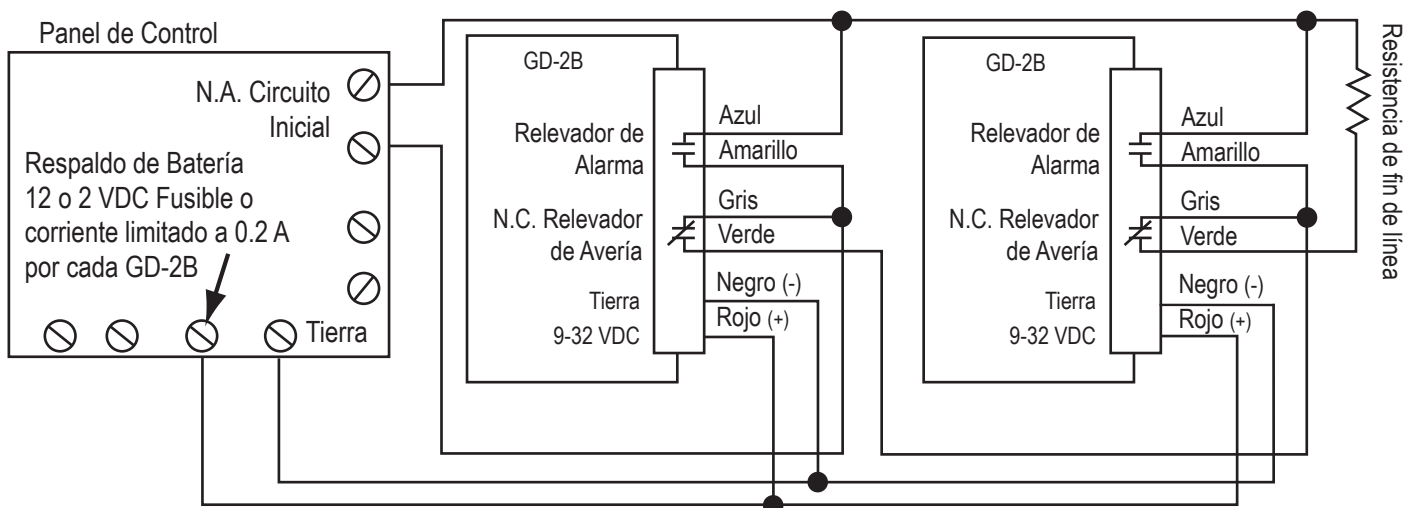 Panel de Control
N.A. Circuito
Inicial
Respaldo de Batería
12 o 2 VDC Fusible o
corriente limitado a 0.2 A
por cada GD-2B
Tierra
GD-2B
Relevador de
Alarma
N.C. Relevador
de Avería
Tierra
9-32 VDC
Azul
Amarillo
Gris
Verde
Negro (-)
Rojo (+)
GD-2B
Relevador de
Alarma
N.C. Relevador
de Avería
Tierra
9-32 VDC
Azul
Amarillo
Gris
Verde
Negro (-)
Rojo (+)
Resistencia de fin de línea